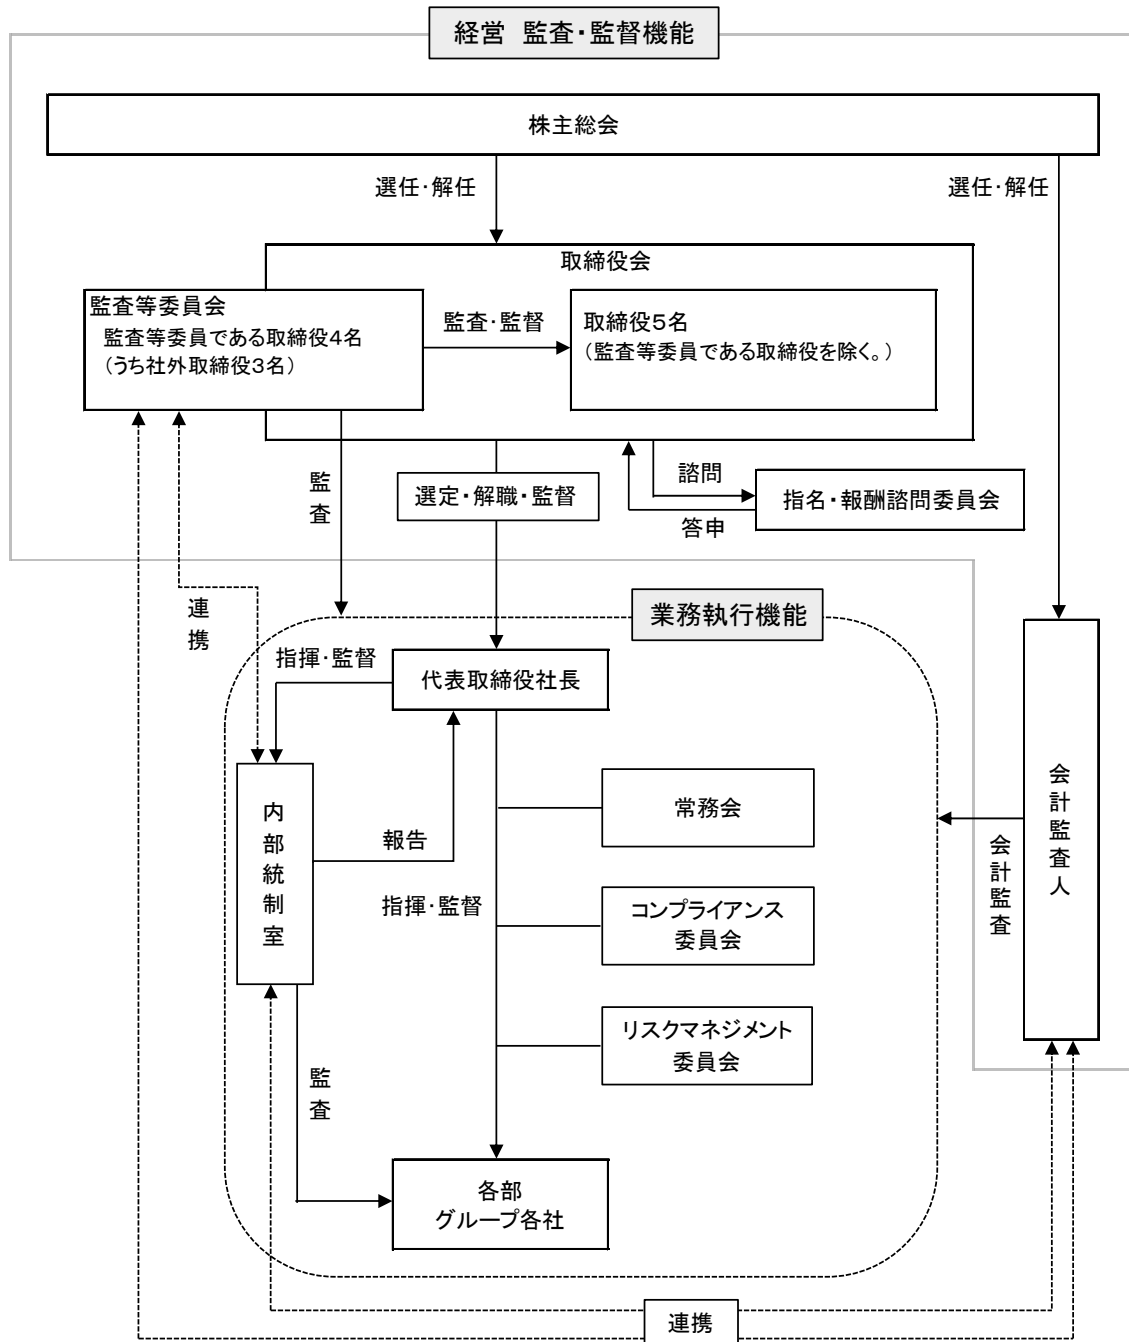 経営　監査・監督機能
株主総会
選任・解任
選任・解任
取締役会
監査等委員会
監査等委員である取締役4名
（うち社外取締役3名）
監査・監督
取締役5名
（監査等委員である取締役を除く。）
監査
選定・解職・監督
諮問
答申
指名・報酬諮問委員会
連携
業務執行機能
指揮・監督
代表取締役社長
内部統制室
報告
指揮・監督
常務会
コンプライアンス
委員会
リスクマネジメント
委員会
会計監査
会計監査人
監査
各部
グループ各社
連携